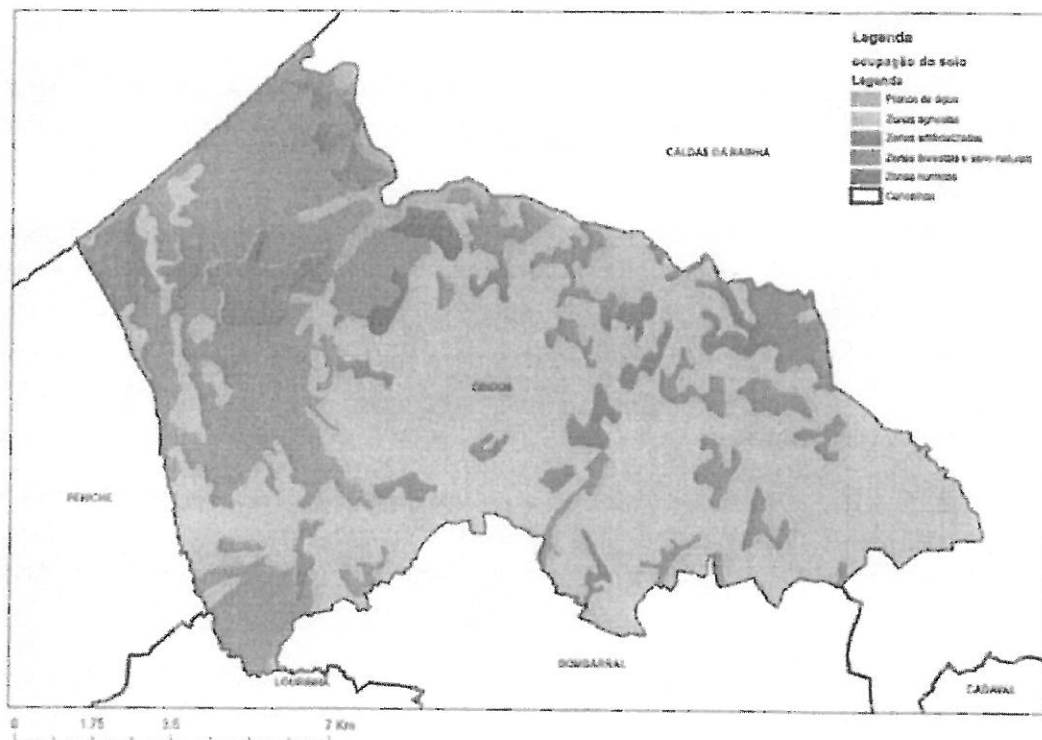 Legenda
ocupação do solo
Legenda
Planos de água
Zonas agrícolas
Zonas artificializadas
Zonas florestais e semi-naturais
Zonas húmidas
Concelhos
CALDAS DA RAINHA
ÓBIDOS
PENICHE
BOMBARRAL
LOURINHÃ
CADAVAL
0 1.75 3.5 7 Km